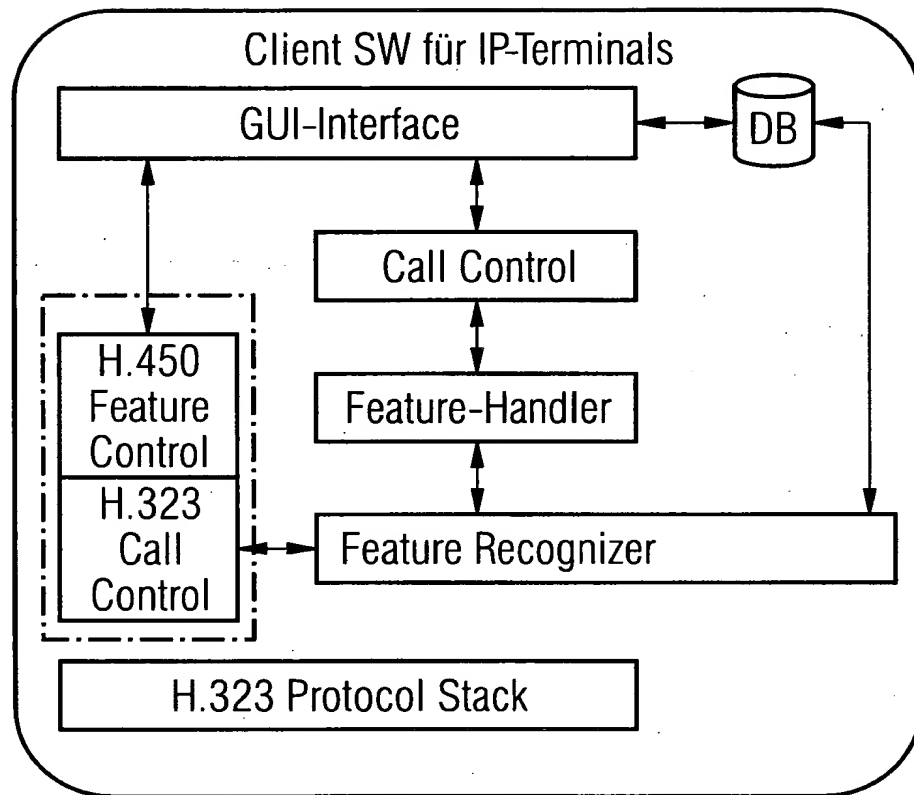 Client SW für IP-Terminals
GUI-Interface
DB
Call Control
H.450
Feature
Control
Feature-Handler
H.323
Call
Control
Feature Recognizer
H.323 Protocol Stack